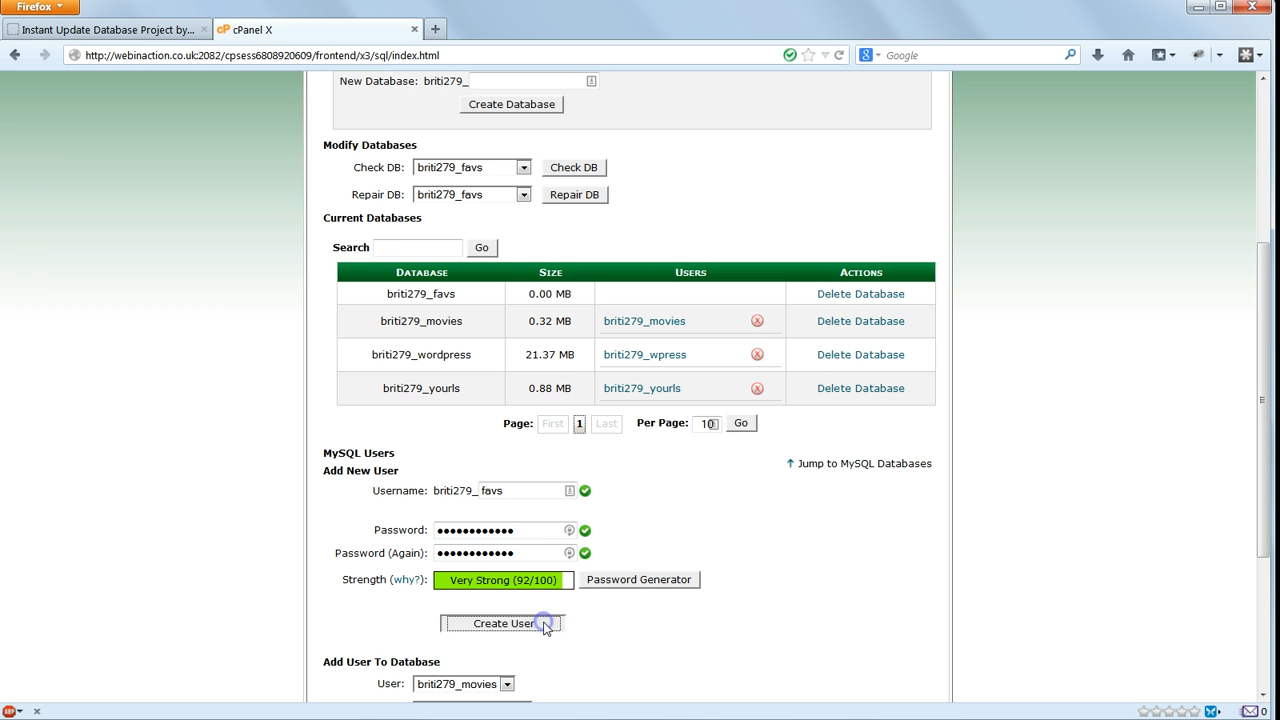 Firefox
Instant Update Database Project by...
cPanel X
http://webinaction.co.uk:2082/cpsess6808920609/frontend/x3/sql/index.html
Google
New Database: briti279_
Create Database
Modify Databases
Check DB: briti279_favs Check DB
Repair DB: briti279_favs Repair DB
Current Databases
Search Go
DATABASE SIZE USERS ACTIONS
briti279_favs 0.00 MB Delete Database
briti279_movies 0.32 MB briti279_movies Delete Database
briti279_wordpress 21.37 MB briti279_wpress Delete Database
briti279_yourls 0.88 MB briti279_yourls Delete Database
Page: First 1 Last Per Page: 10 Go
MySQL Users
Jump to MySQL Databases
Add New User
Username: briti279_ favs
Password: ••••••••••••
Password (Again): ••••••••••••
Strength (why?): Very Strong (92/100) Password Generator
Create User
Add User To Database
User: briti279_movies
ABP
0